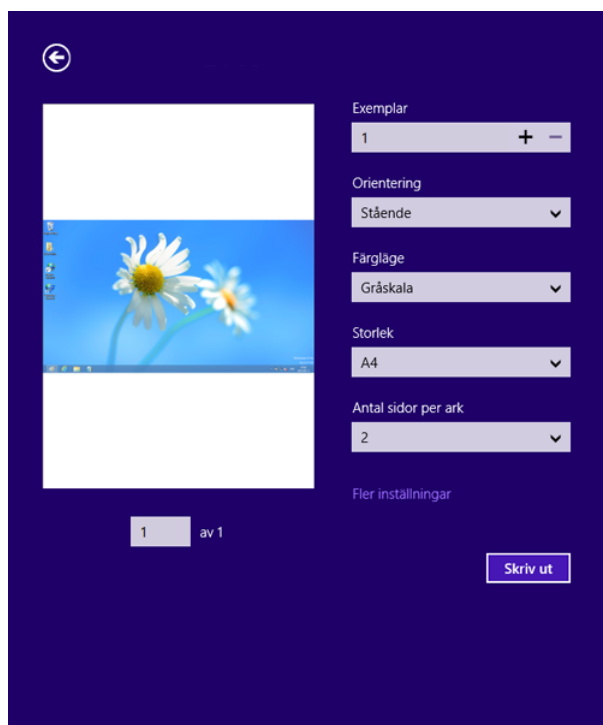 Exemplar
1
Orientering
Stående
Färgläge
Gråskala
Storlek
A4
Antal sidor per ark
2
Fler inställningar
1 av 1
Skriv ut